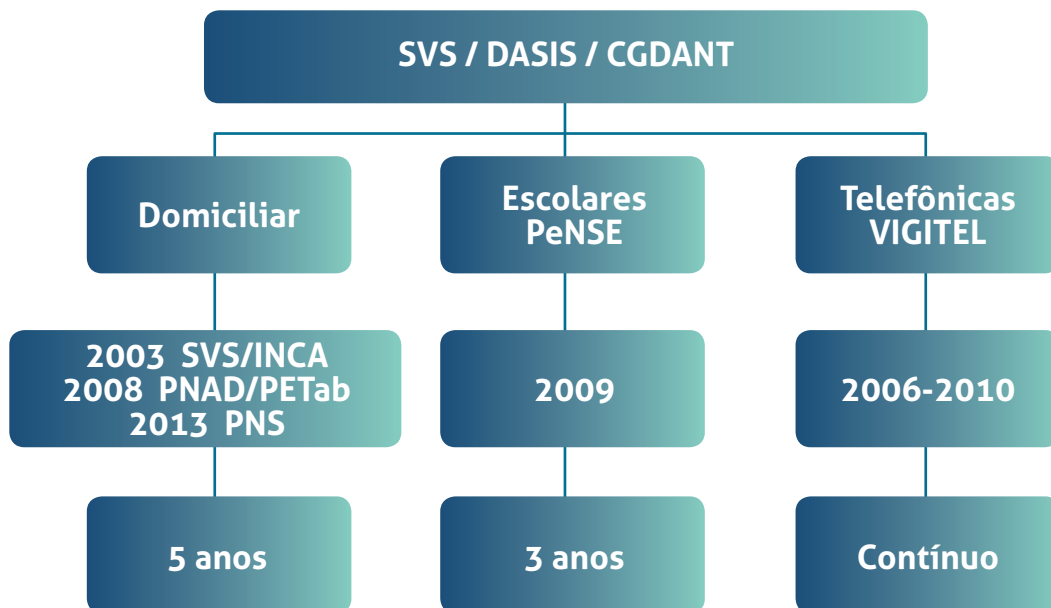 SVS / DASIS / CGDANT
Domiciliar
Escolares
PeNSE
Telefônicas
VIGITEL
2003 SVS/INCA
2008 PNAD/PETab
2013 PNS
2009
2006-2010
5 anos
3 anos
Contínuo